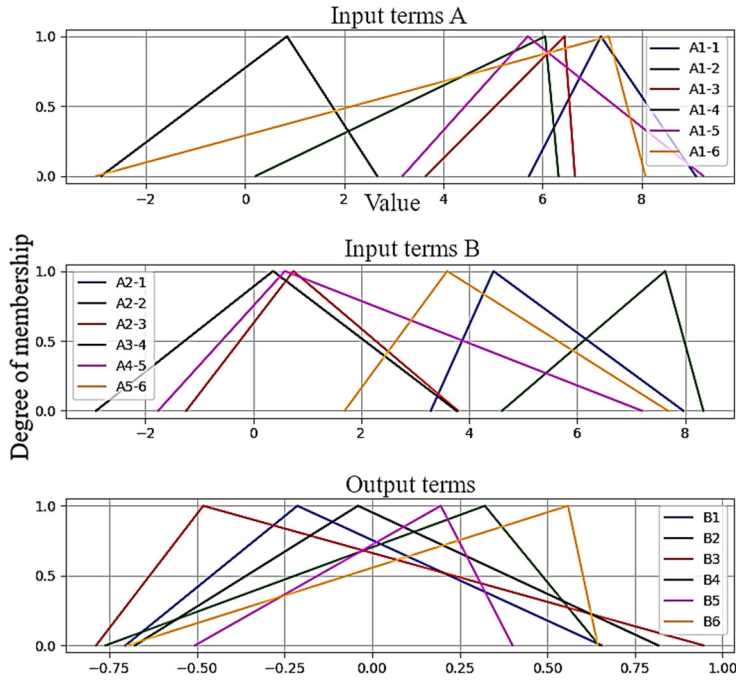 Input terms A
1.0
0.5
0.0
A1-1
A1-2
A1-3
A1-4
A1-5
A1-6
−2
0
2
4
6
8
Value
Input terms B
Degree of membership
1.0
0.5
0.0
A2-1
A2-2
A2-3
A3-4
A4-5
A5-6
−2
0
2
4
6
8
Output terms
1.0
0.5
0.0
B1
B2
B3
B4
B5
B6
−0.75
−0.50
−0.25
0.00
0.25
0.50
0.75
1.00